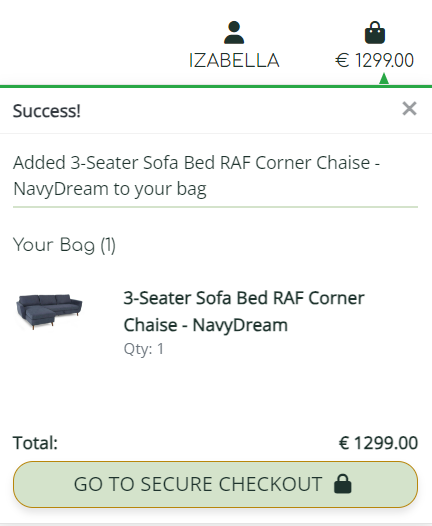 IZABELLA
€ 1299.00
Success!
×
Added 3-Seater Sofa Bed RAF Corner Chaise -
NavyDream to your bag
Your Bag (1)
3-Seater Sofa Bed RAF Corner
Chaise - NavyDream
Qty: 1
Total:
€ 1299.00
GO TO SECURE CHECKOUT